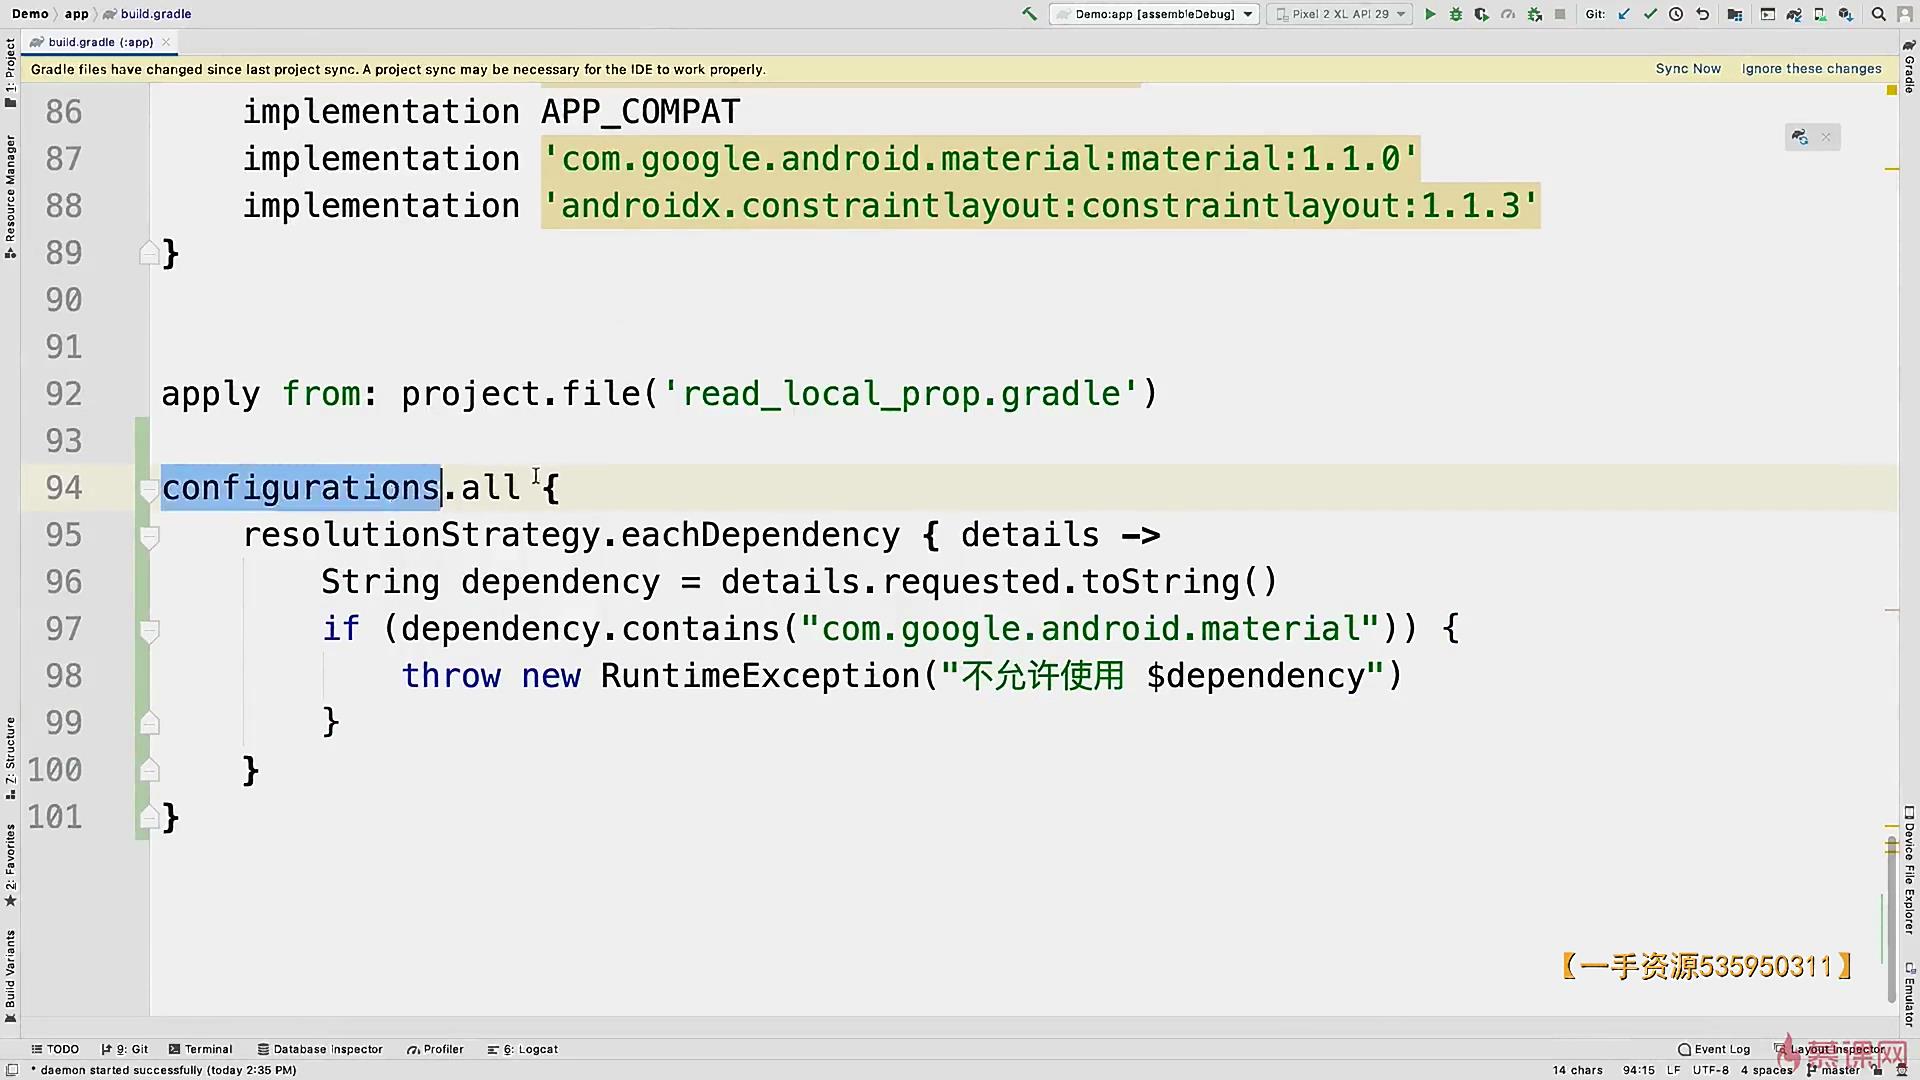 Demo app build.gradle
Demo:app [assembleDebug] Pixel 2 XL API 29 Git:
build.gradle (:app)
Gradle files have changed since last project sync. A project sync may be necessary for the IDE to work properly. Sync Now Ignore these changes
1: Project
Resource Manager
Z: Structure
2: Favorites
Build Variants
86 implementation APP_COMPAT
87 implementation 'com.google.android.material:material:1.1.0'
88 implementation 'androidx.constraintlayout:constraintlayout:1.1.3'
89 }
90
91
92 apply from: project.file('read_local_prop.gradle')
93
94 configurations.all {
95 resolutionStrategy.eachDependency { details ->
96 String dependency = details.requested.toString()
97 if (dependency.contains("com.google.android.material")) {
98 throw new RuntimeException("不允许使用 $dependency")
99 }
100 }
101 }
Gradle
Device File Explorer
Emulator
【一手资源535950311】
TODO 9: Git Terminal Database Inspector Profiler 6: Logcat Event Log Layout Inspector
慕课网
* daemon started successfully (today 2:35 PM) 14 chars 94:15 LF UTF-8 4 spaces master